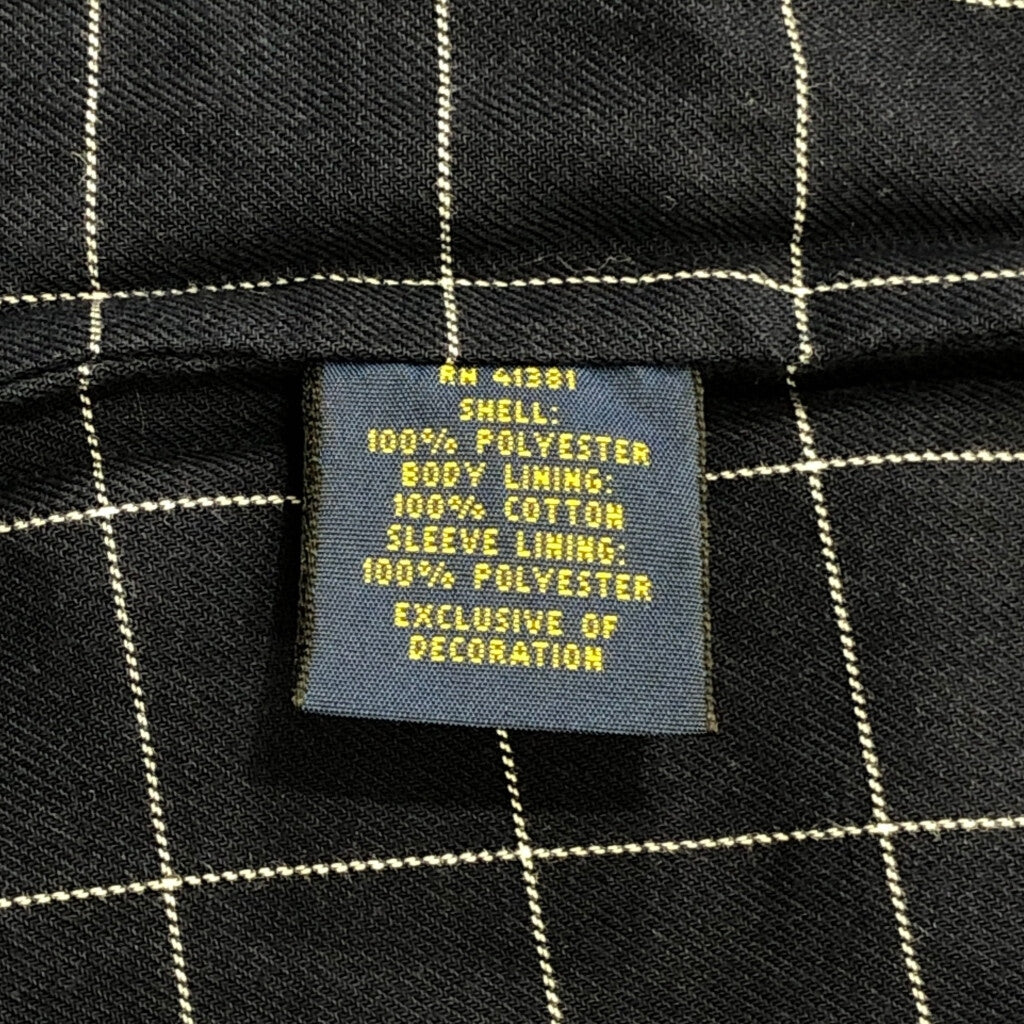 RN 41381
SHELL:
100% POLYESTER
BODY LINING:
100% COTTON
SLEEVE LINING:
100% POLYESTER
EXCLUSIVE OF
DECORATION